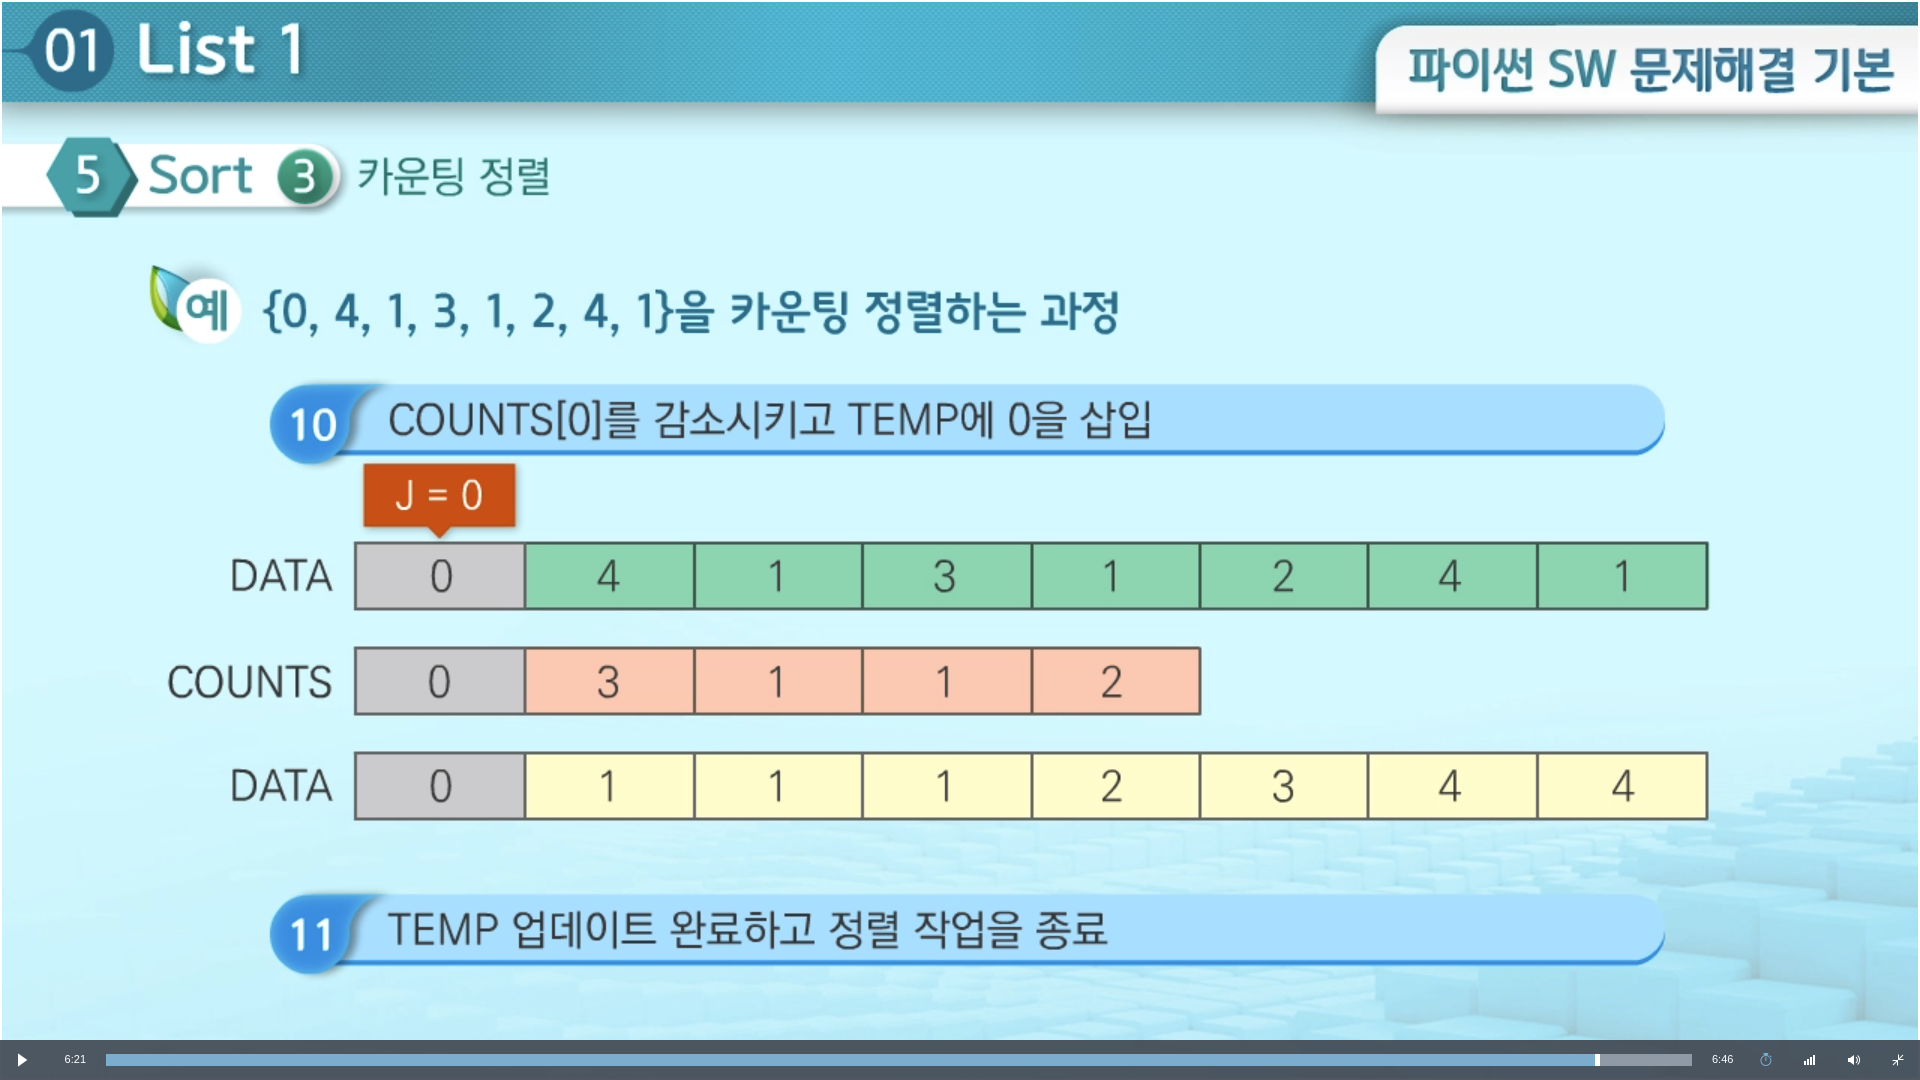 01 List 1
파이썬 SW 문제해결 기본
5 Sort 3 카운팅 정렬
예 {0, 4, 1, 3, 1, 2, 4, 1}을 카운팅 정렬하는 과정
10 COUNTS[0]를 감소시키고 TEMP에 0을 삽입
J = 0
DATA 0 4 1 3 1 2 4 1
COUNTS 0 3 1 1 2
DATA 0 1 1 1 2 3 4 4
11 TEMP 업데이트 완료하고 정렬 작업을 종료
6:21 6:46